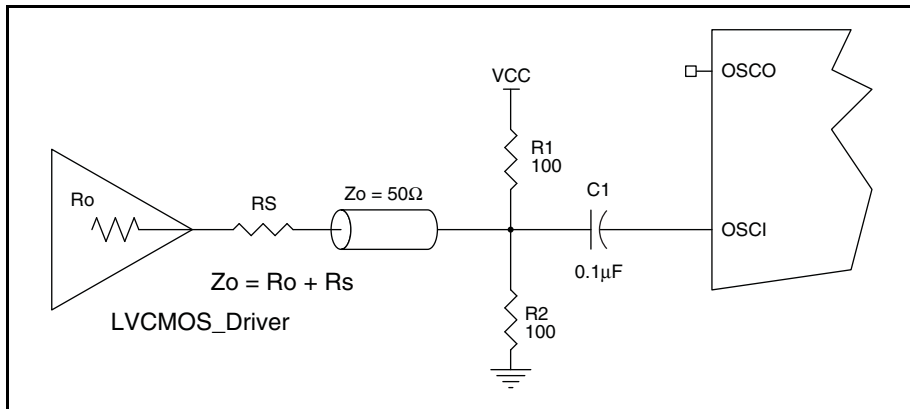 OSCO
VCC
R1
100
Ro
RS
Zo = 50Ω
C1
OSCI
0.1μF
Zo = Ro + Rs
LVCMOS_Driver
R2
100